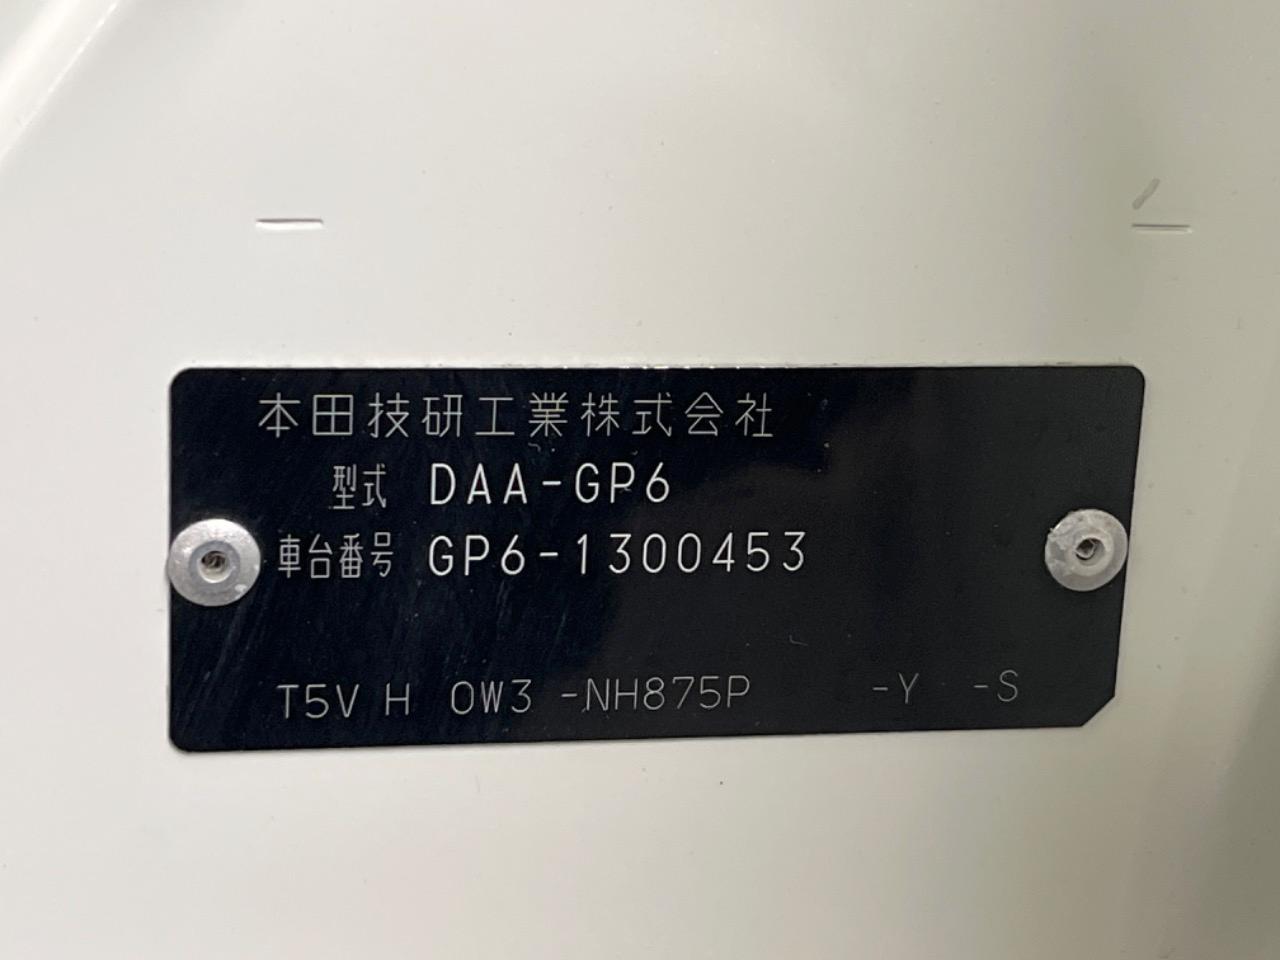 本田技研工業株式会社
型式 DAA-GP6
車台番号 GP6-1300453
T5V H 0W3 -NH875P -Y -S